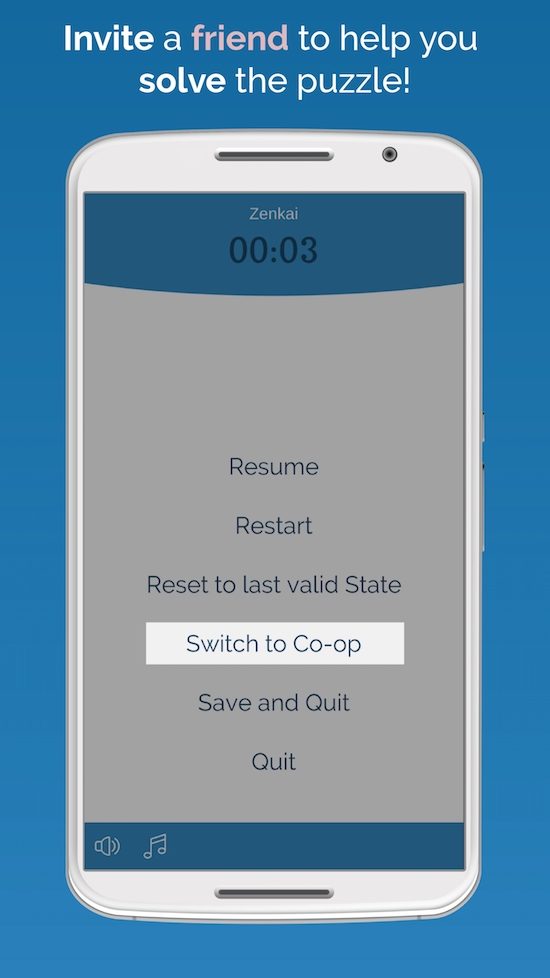 Invite a friend to help you
solve the puzzle!
Zenkai
00:03
Resume
Restart
Reset to last valid State
Switch to Co-op
Save and Quit
Quit